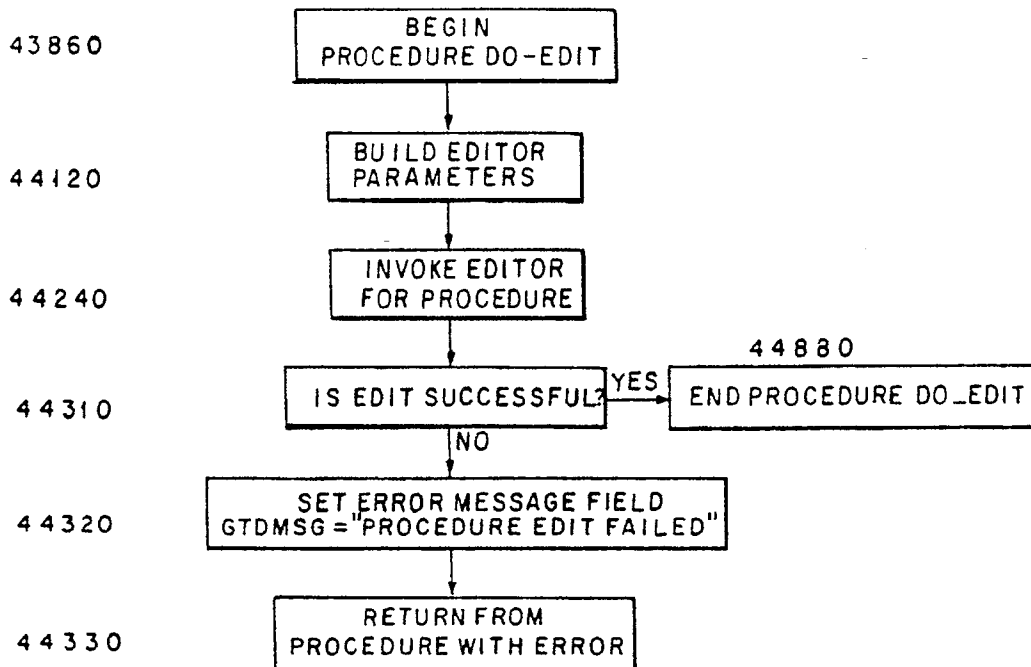 43860
BEGIN
PROCEDURE DO-EDIT
44120
BUILD EDITOR
PARAMETERS
44240
INVOKE EDITOR
FOR PROCEDURE
44310
IS EDIT SUCCESSFUL?
YES
44880
END PROCEDURE DO_EDIT
NO
44320
SET ERROR MESSAGE FIELD
GTDMSG = "PROCEDURE EDIT FAILED"
44330
RETURN FROM
PROCEDURE WITH ERROR